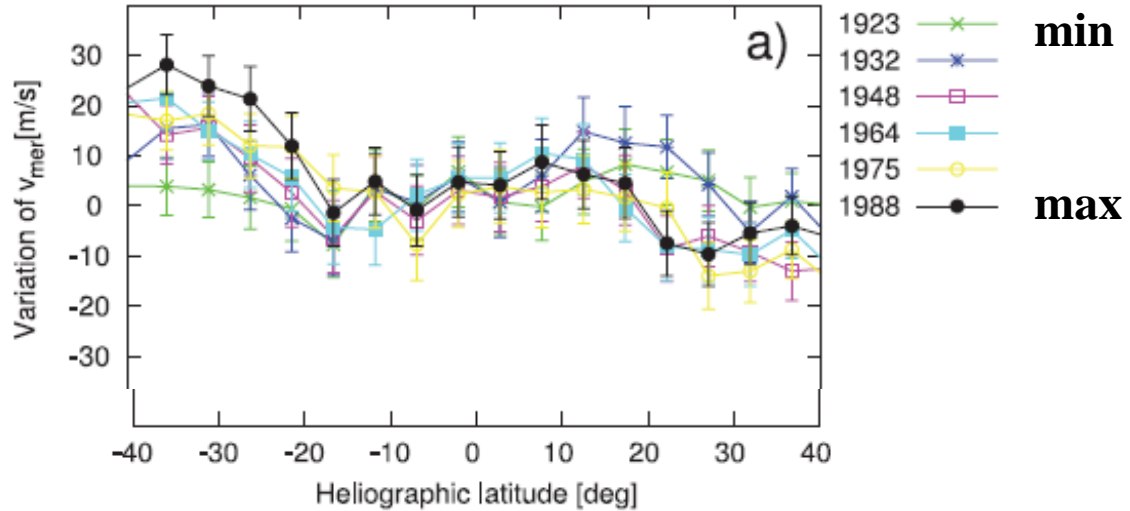 a)
1923
1932
1948
1964
1975
1988
min
max
Variation of v_mer[m/s]
30
20
10
0
-10
-20
-30
-40 -30 -20 -10 0 10 20 30 40
Heliographic latitude [deg]